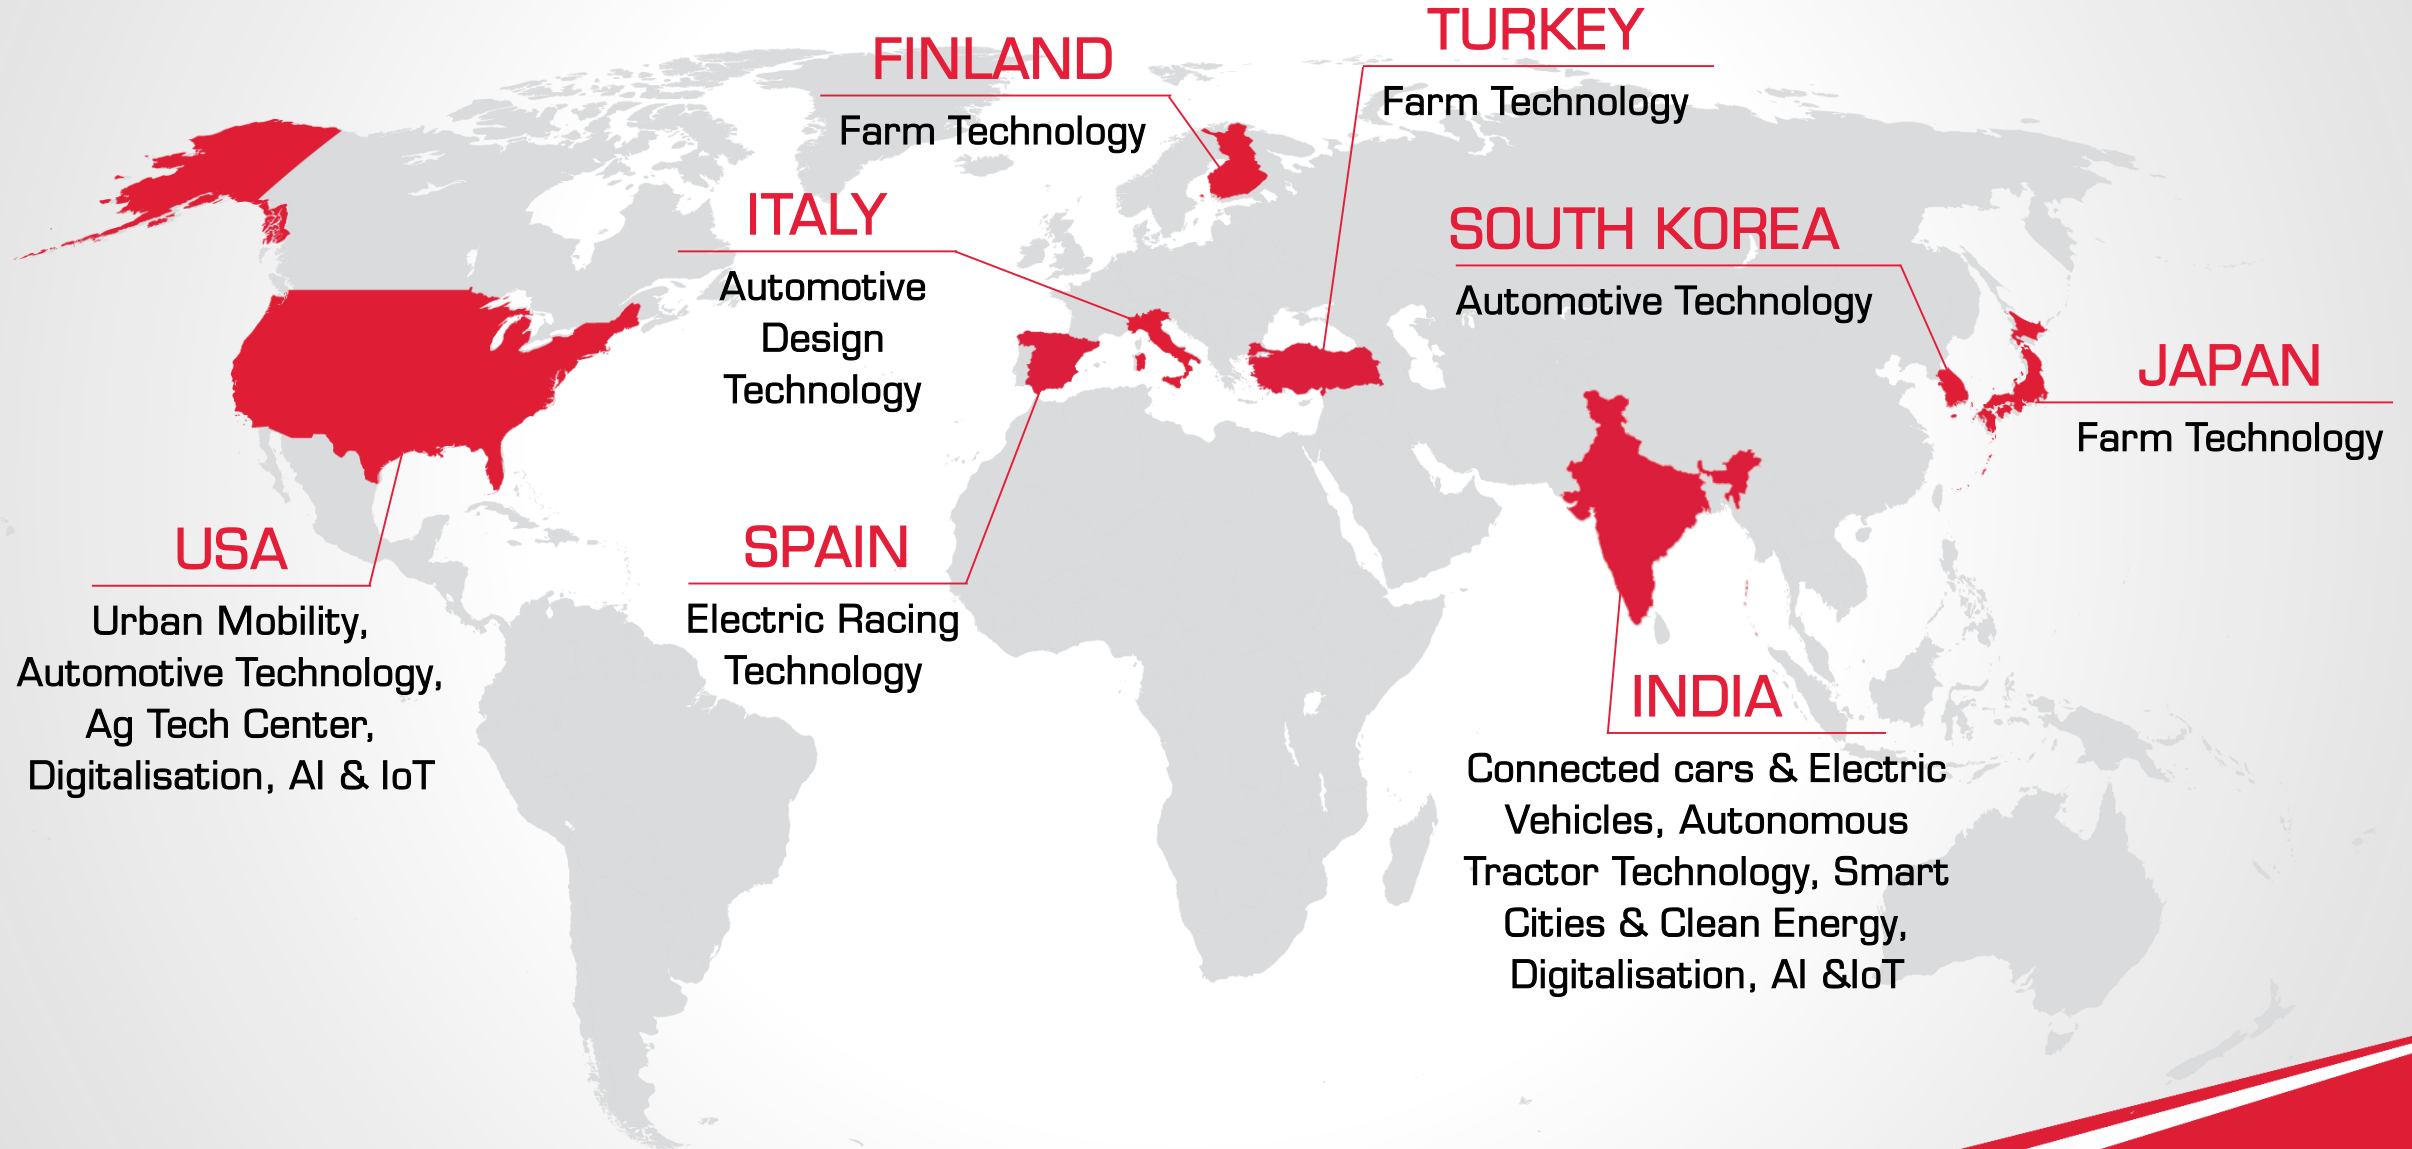 TURKEY
Farm Technology
FINLAND
Farm Technology
ITALY
Automotive
Design
Technology
SOUTH KOREA
Automotive Technology
JAPAN
Farm Technology
USA
Urban Mobility,
Automotive Technology,
Ag Tech Center,
Digitalisation, AI & IoT
SPAIN
Electric Racing
Technology
INDIA
Connected cars & Electric
Vehicles, Autonomous
Tractor Technology, Smart
Cities & Clean Energy,
Digitalisation, AI &IoT